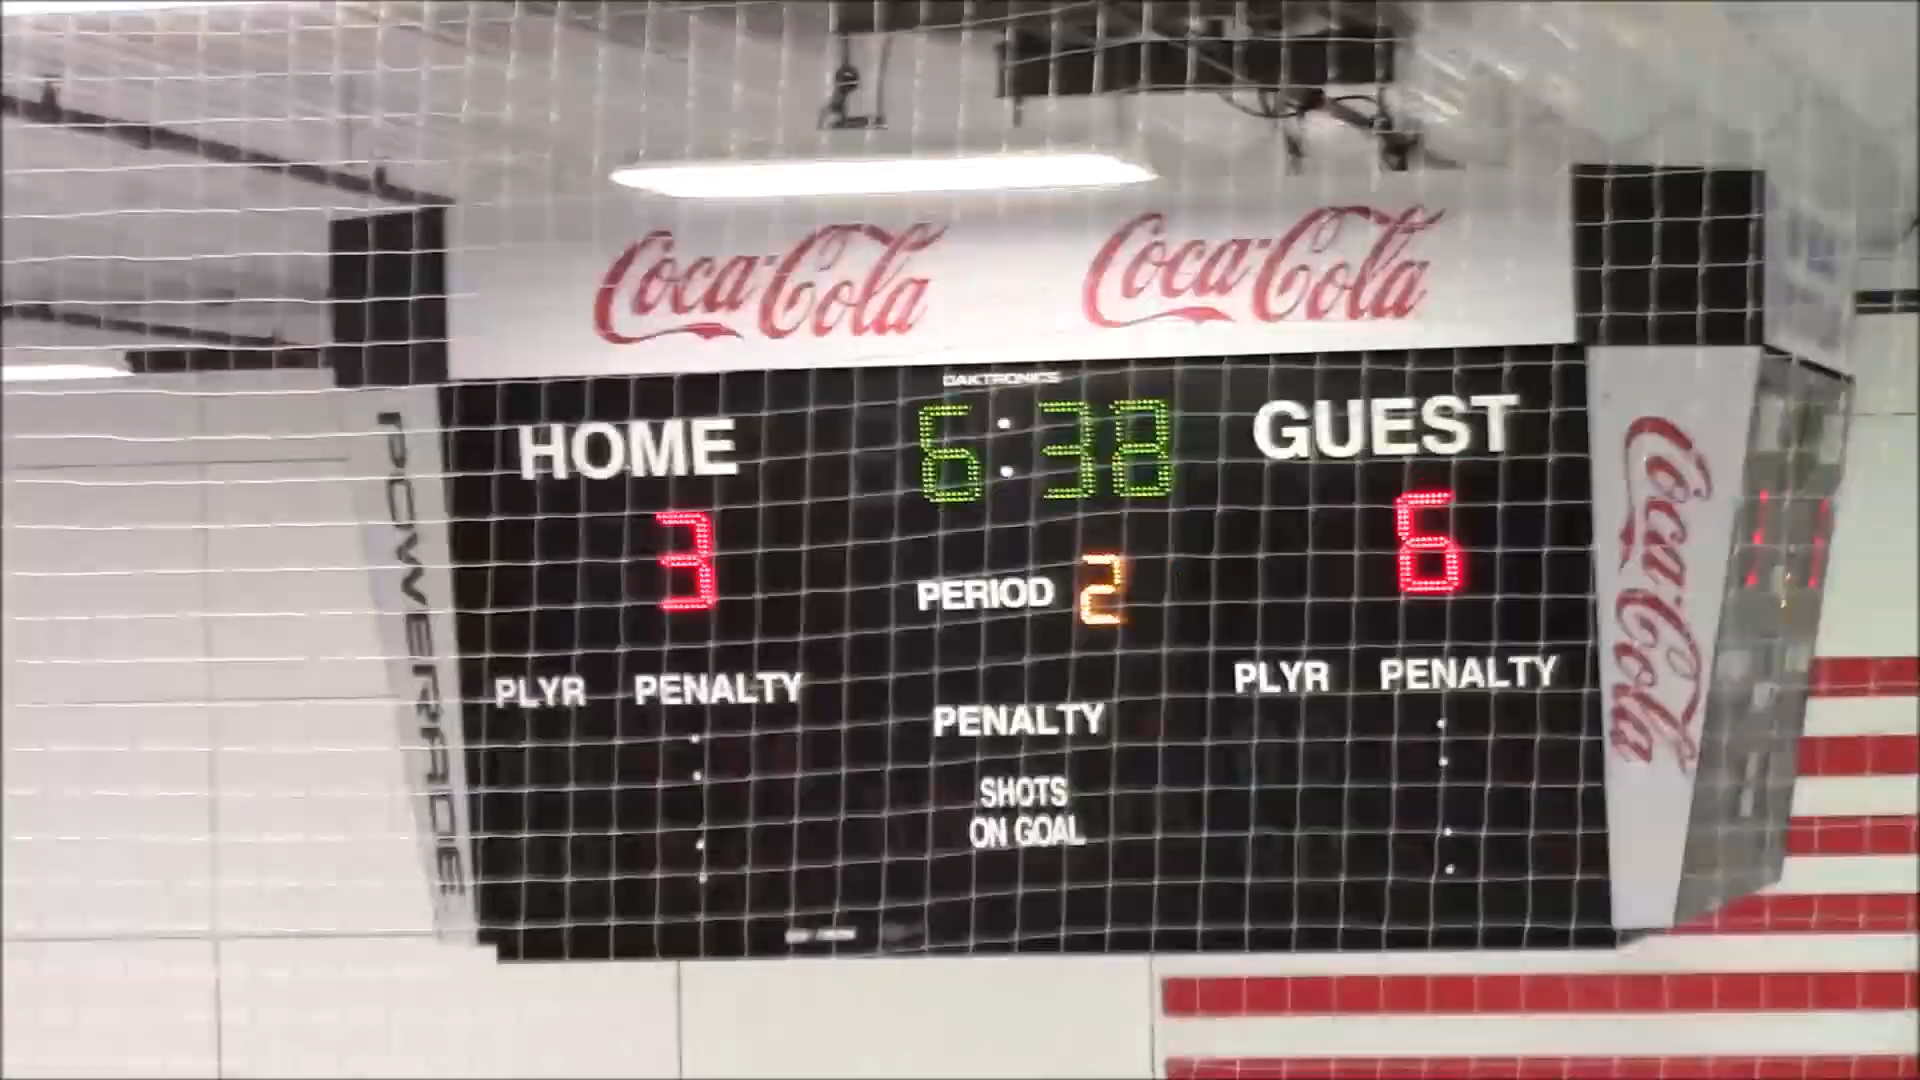 Coca-Cola Coca-Cola
DAKTRONICS
HOME 6:38 GUEST
3 PERIOD 2 6
PLYR PENALTY
PENALTY
PLYR PENALTY
SHOTS
ON GOAL
POWERADE
Coca-Cola